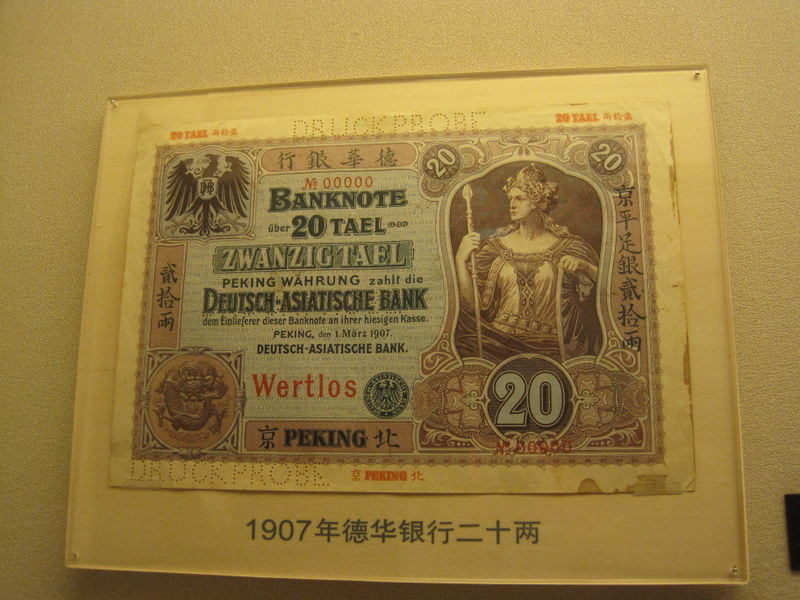 DRUCKPROBE
20 TAEL 貳拾兩
20 TAEL 貳拾兩
行銀華德
№ 00000
BANKNOTE
über 20 TAEL
ZWANZIG TAEL
PEKING WÄHRUNG zahlt die
DEUTSCH-ASIATISCHE BANK
dem Einlieferer dieser Banknote an ihrer hiesigen Kasse.
PEKING, den 1. März 1907.
DEUTSCH-ASIATISCHE BANK.
貳拾兩
20
20
京平足銀貳拾兩
Wertlos
20
京 PEKING 北
№ 00000
DRUCKPROBE
京 PEKING 北
1907年德华银行二十两